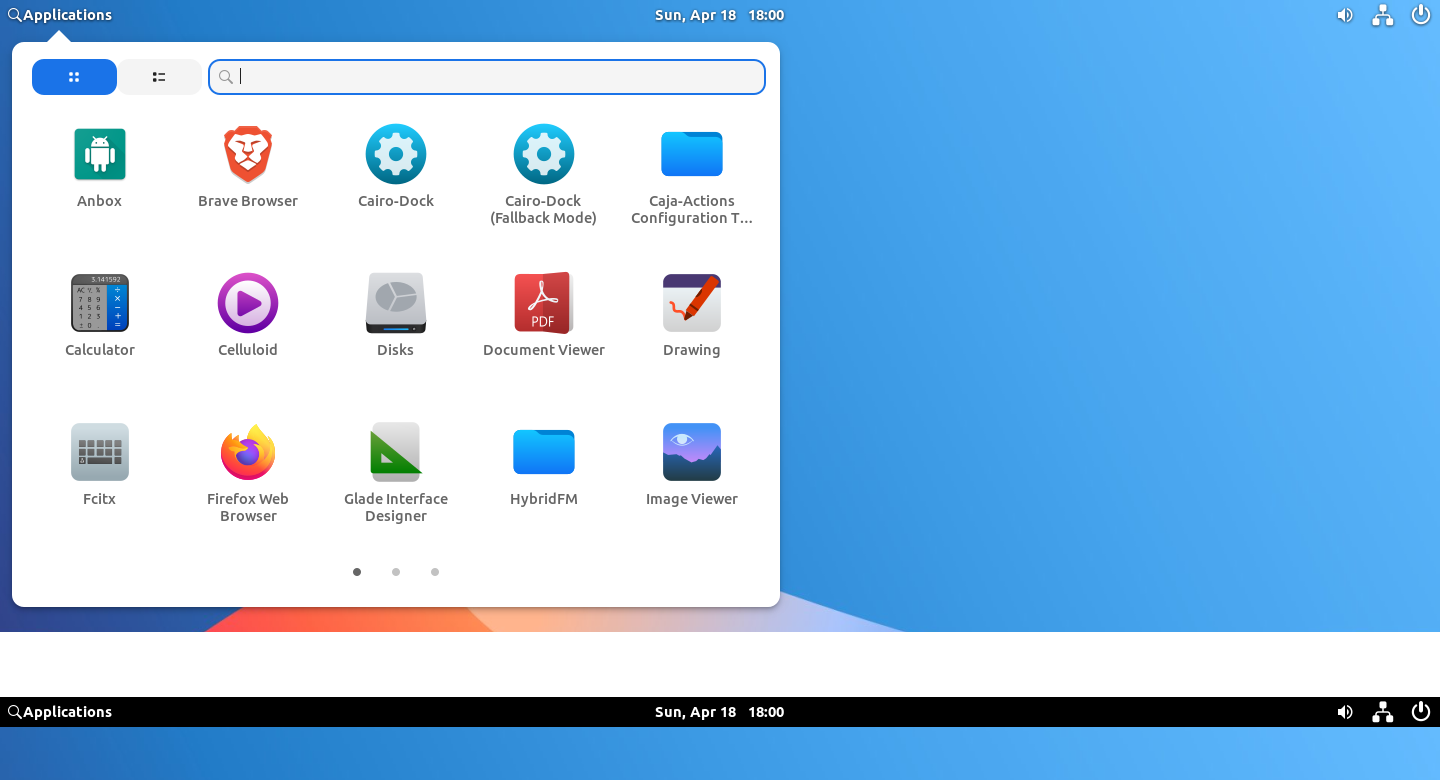 Applications Sun, Apr 18 18:00
Anbox Brave Browser Cairo-Dock Cairo-Dock (Fallback Mode) Caja-Actions Configuration T...
3.141592
AC % %
7 8 9 ÷
4 5 6 ×
1 2 3 −
± 0 . + =
Calculator Celluloid Disks Document Viewer Drawing
PDF
Fcitx Firefox Web Browser Glade Interface Designer HybridFM Image Viewer
Applications Sun, Apr 18 18:00